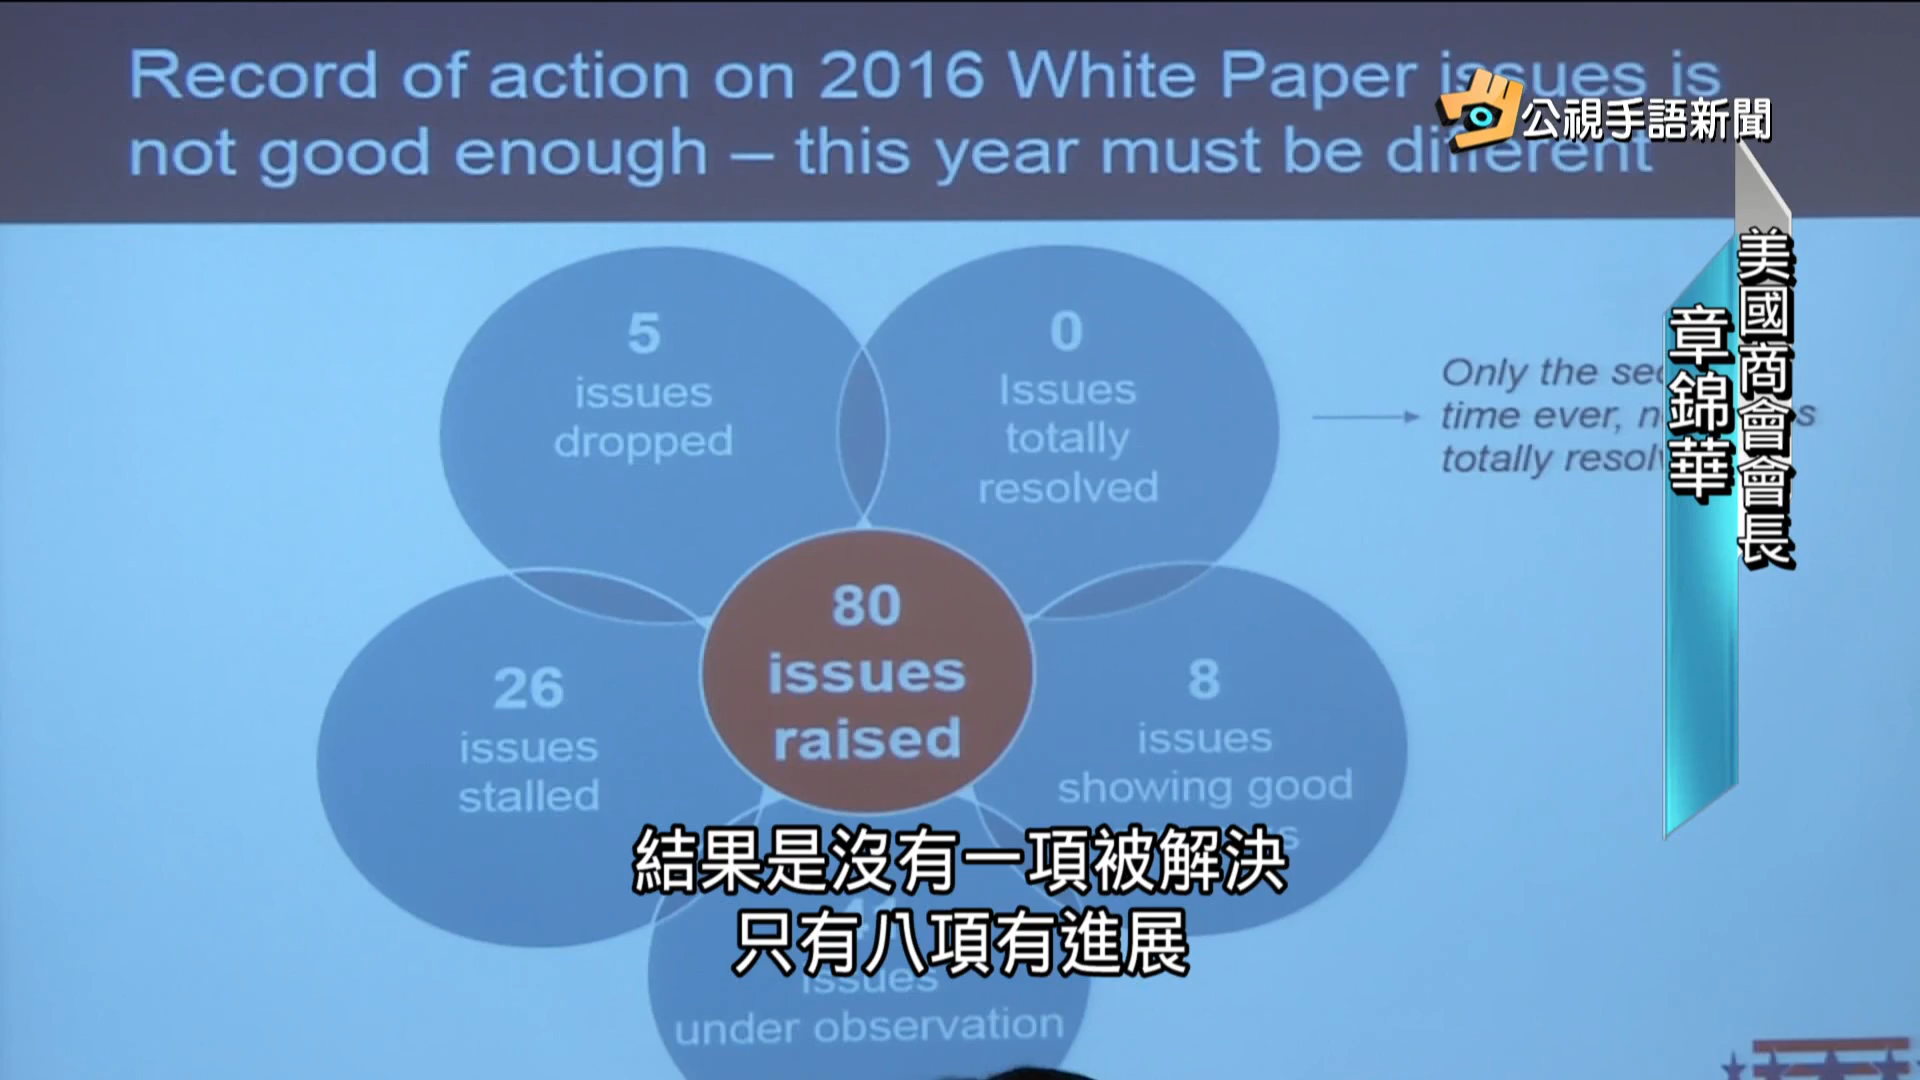 Record of action on 2016 White Paper issues is
not good enough – this year must be different
公視手語新聞
美國商會會長
章錦華
5
issues
dropped
0
Issues
totally
resolved
Only the
time ever,
totally
80
issues
raised
26
issues
stalled
8
issues
showing good
結果是沒有一項被解決
只有八項有進展
issues
under observation